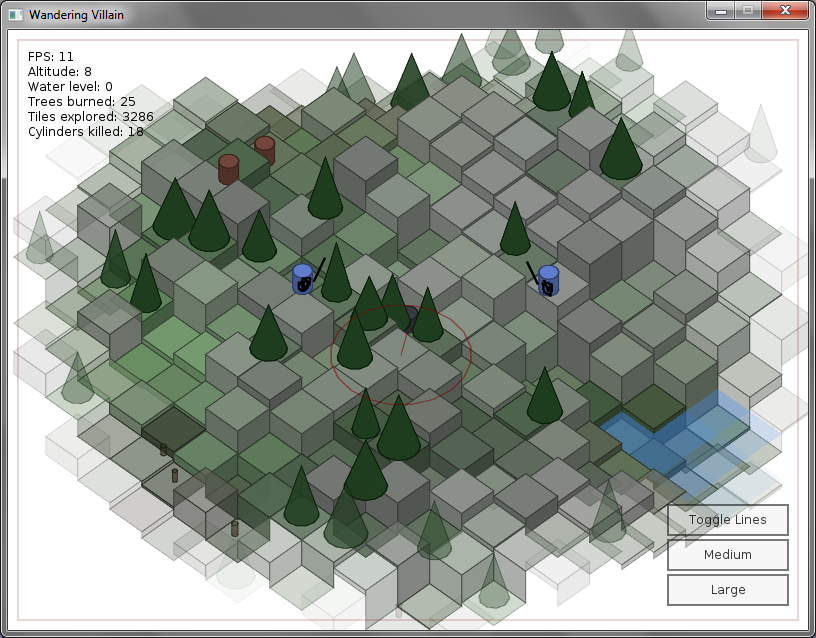 Wandering Villain
FPS: 11
Altitude: 8
Water level: 0
Trees burned: 25
Tiles explored: 3286
Cylinders killed: 18
Toggle Lines
Medium
Large